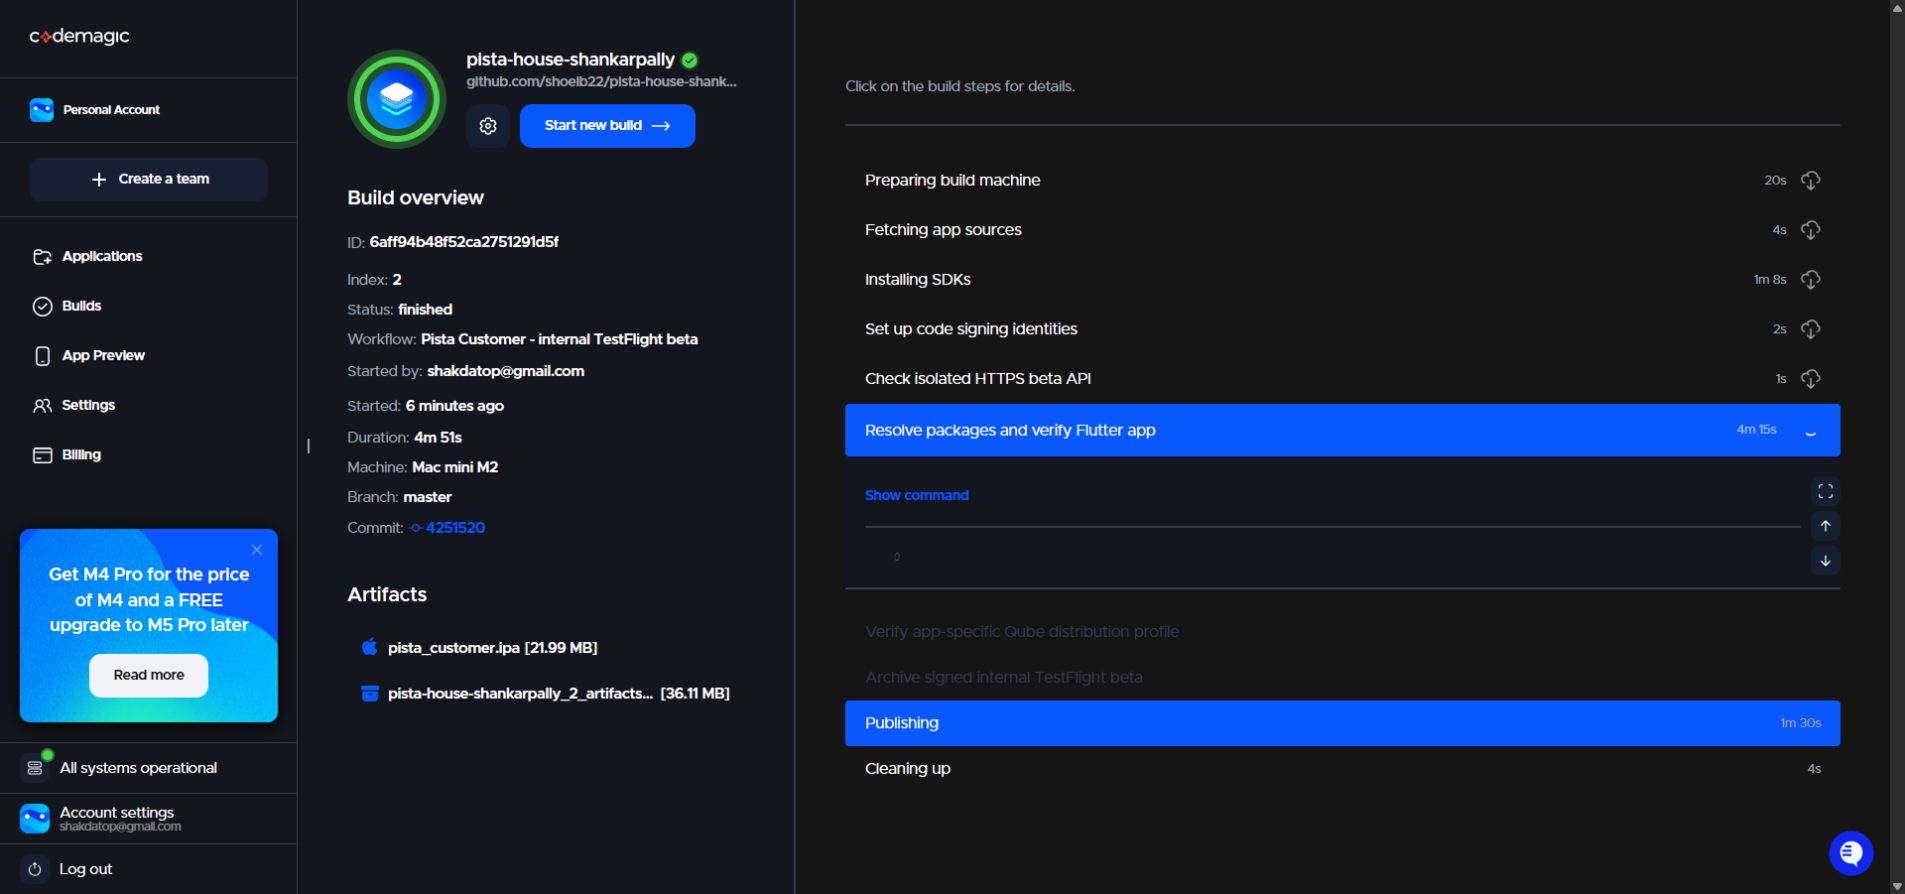 codemagic
Personal Account
+ Create a team
Applications
Builds
App Preview
Settings
Billing
Get M4 Pro for the price
of M4 and a FREE
upgrade to M5 Pro later
Read more
All systems operational
Account settings
shakdatop@gmail.com
Log out
pista-house-shankarpally
github.com/shoeib22/pista-house-shank...
Start new build →
Build overview
ID: 6aff94b48f52ca2751291d5f
Index: 2
Status: finished
Workflow: Pista Customer - internal TestFlight beta
Started by: shakdatop@gmail.com
Started: 6 minutes ago
Duration: 4m 51s
Machine: Mac mini M2
Branch: master
Commit: 4251520
Artifacts
pista_customer.ipa [21.99 MB]
pista-house-shankarpally_2_artifacts... [36.11 MB]
Click on the build steps for details.
Preparing build machine 20s
Fetching app sources 4s
Installing SDKs 1m 8s
Set up code signing identities 2s
Check isolated HTTPS beta API 1s
Resolve packages and verify Flutter app 4m 15s
Show command
0
Verify app-specific Qube distribution profile
Archive signed internal TestFlight beta
Publishing 1m 30s
Cleaning up 4s